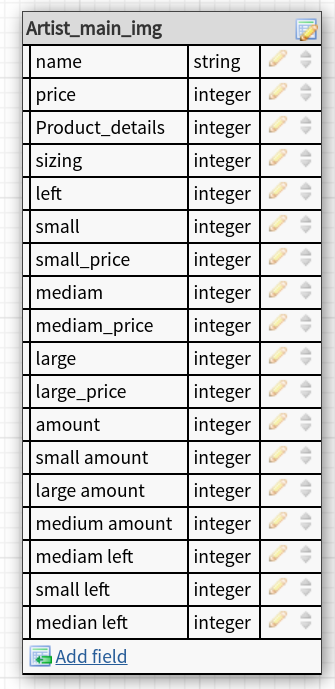 Artist_main_img
name string
price integer
Product_details integer
sizing integer
left integer
small integer
small_price integer
mediam integer
mediam_price integer
large integer
large_price integer
amount integer
small amount integer
large amount integer
medium amount integer
mediam left integer
small left integer
median left integer
Add field